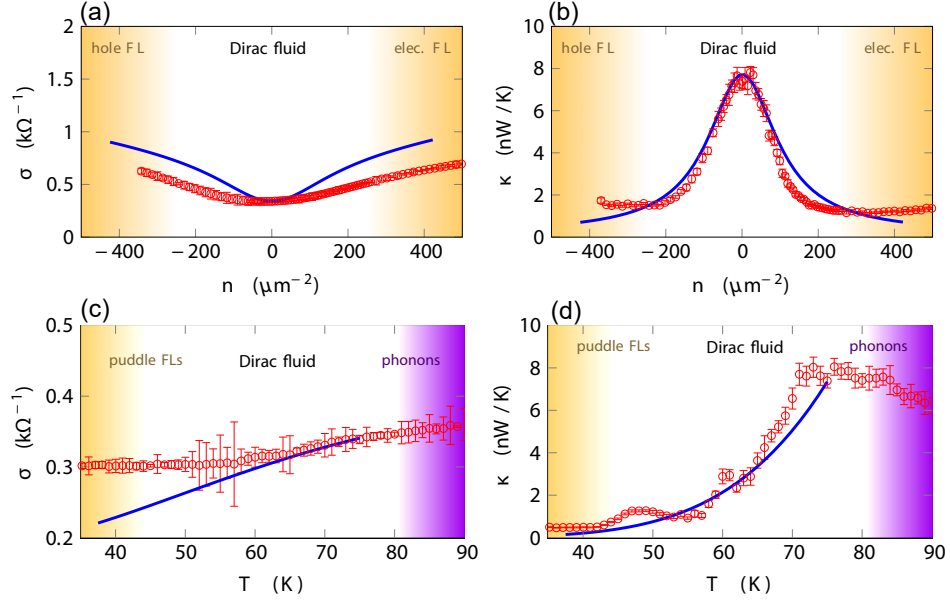 (a)
2
1.5
1
0.5
0
σ (kΩ⁻¹)
hole FL
Dirac fluid
elec. FL
−400 −200 0 200 400
n (μm⁻²)
(b)
10
8
6
4
2
0
κ (nW/K)
hole FL
Dirac fluid
elec. FL
−400 −200 0 200 400
n (μm⁻²)
(c)
0.5
0.4
0.3
0.2
σ (kΩ⁻¹)
puddle FLs
Dirac fluid
phonons
40 50 60 70 80 90
T (K)
(d)
10
8
6
4
2
0
κ (nW/K)
puddle FLs
Dirac fluid
phonons
40 50 60 70 80 90
T (K)